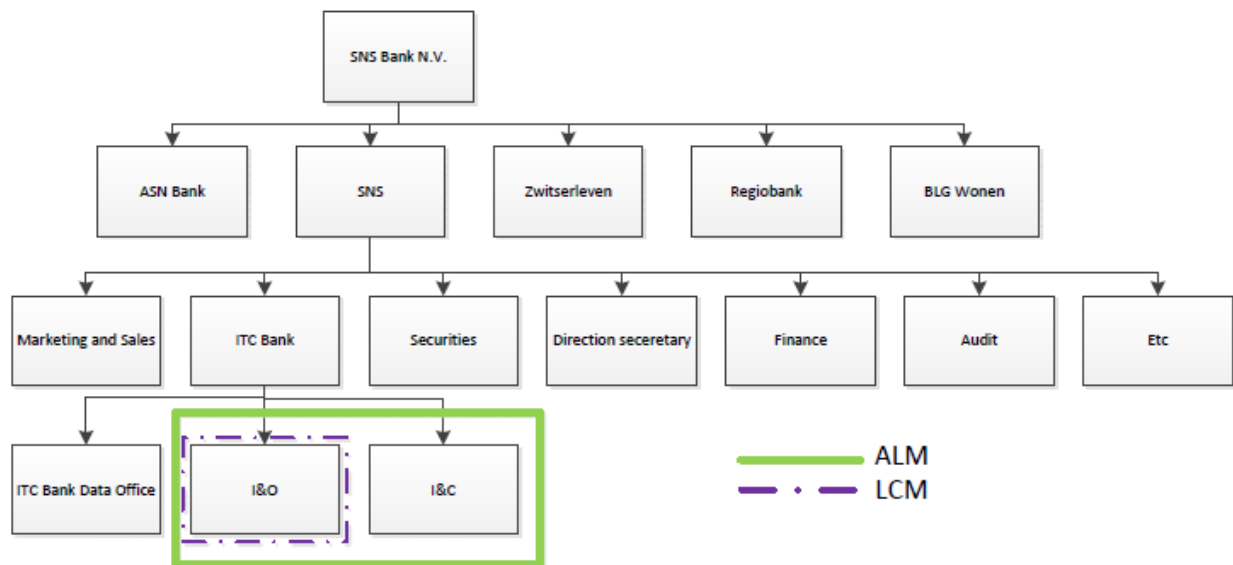 SNS Bank N.V.
ASN Bank
SNS
Zwitserleven
Regiobank
BLG Wonen
Marketing and Sales
ITC Bank
Securities
Direction seceretary
Finance
Audit
Etc
ITC Bank Data Office
I&O
I&C
ALM
LCM